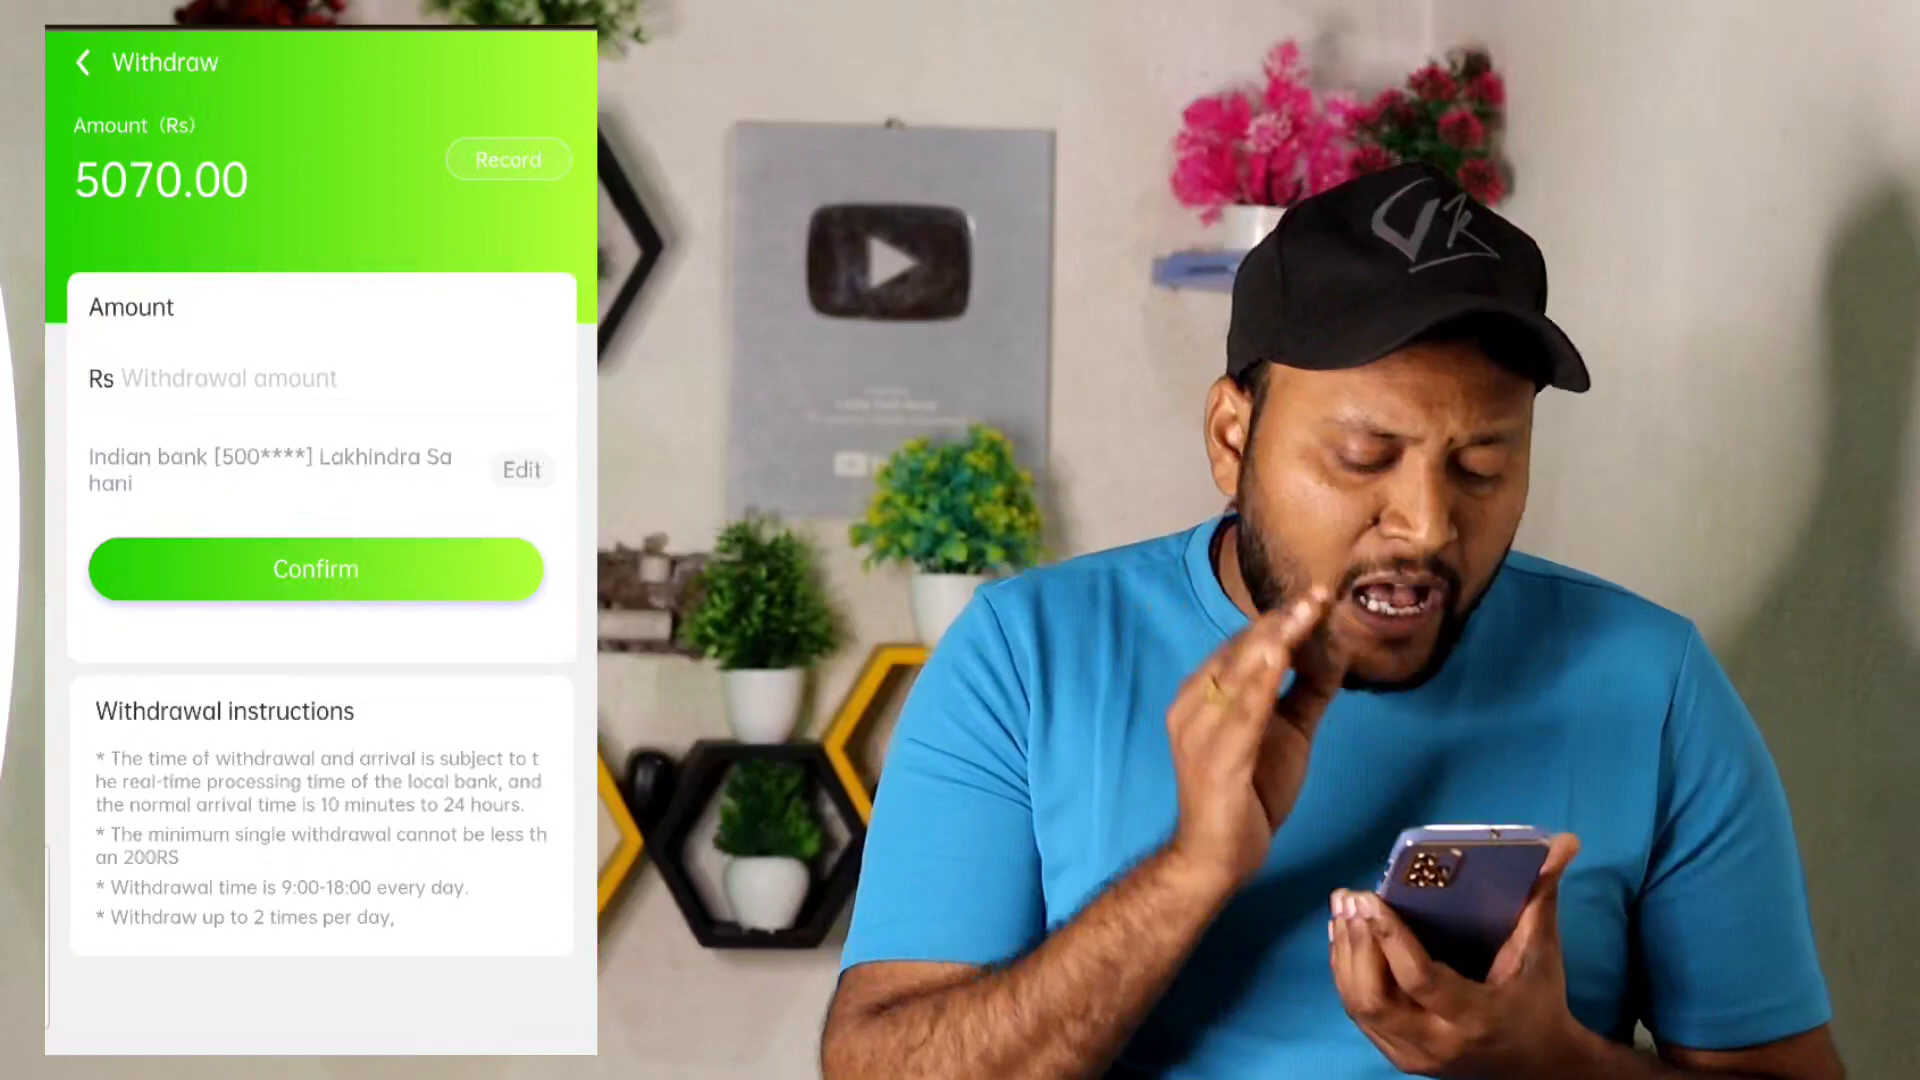 Withdraw
Amount (Rs)
5070.00
Record
Amount
Rs Withdrawal amount
Indian bank [500****] Lakhindra Sa
hani
Edit
Confirm
Withdrawal instructions
* The time of withdrawal and arrival is subject to t
he real-time processing time of the local bank, and
the normal arrival time is 10 minutes to 24 hours.
* The minimum single withdrawal cannot be less th
an 200RS
* Withdrawal time is 9:00-18:00 every day.
* Withdraw up to 2 times per day,